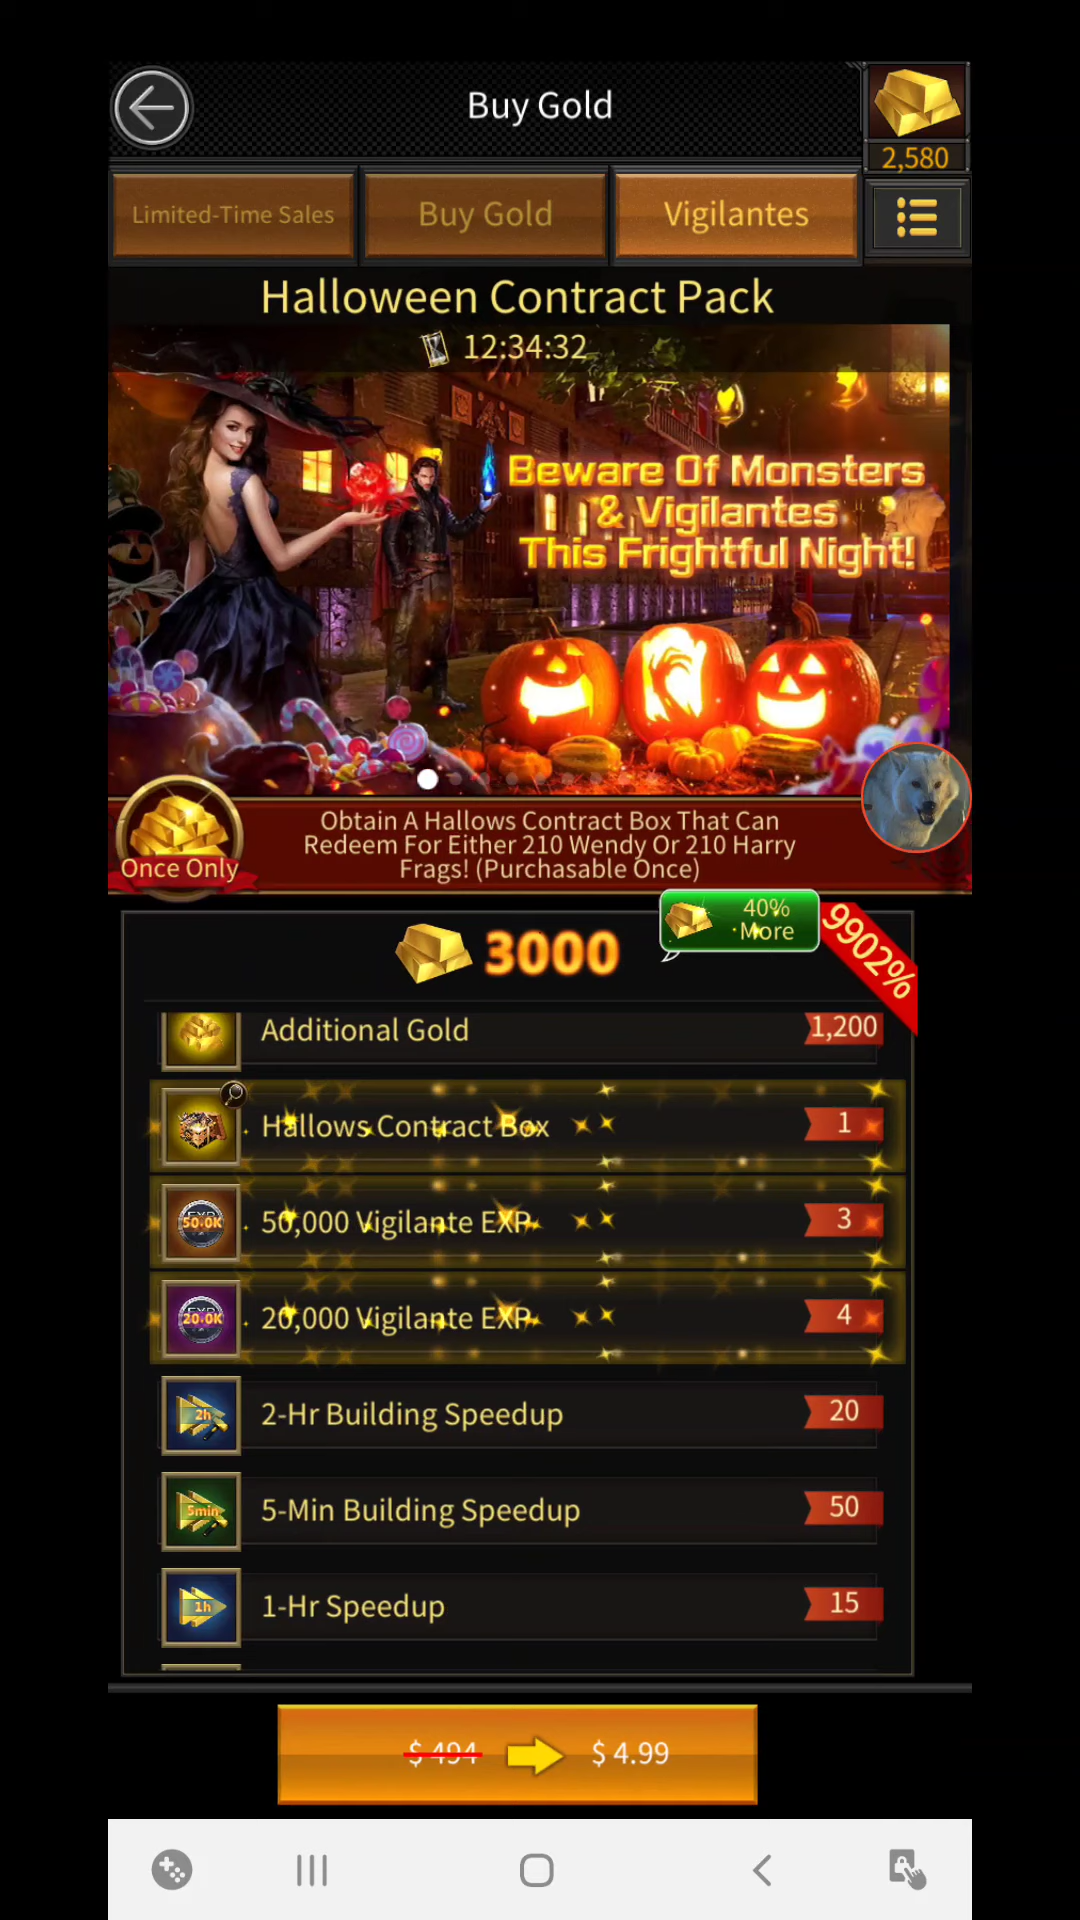 Buy Gold
2,580
Limited-Time Sales
Buy Gold
Vigilantes
Halloween Contract Pack
12:34:32
Beware Of Monsters
& Vigilantes
This Frightful Night!
Once Only
Obtain A Hallows Contract Box That Can
Redeem For Either 210 Wendy Or 210 Harry
Frags! (Purchasable Once)
3000
40%
More
9902%
Additional Gold
1,200
Hallows Contract Box
1
50.0K
50,000 Vigilante EXP
3
20.0K
20,000 Vigilante EXP
4
2h
2-Hr Building Speedup
20
5min
5-Min Building Speedup
50
1h
1-Hr Speedup
15
$ 494
$ 4.99